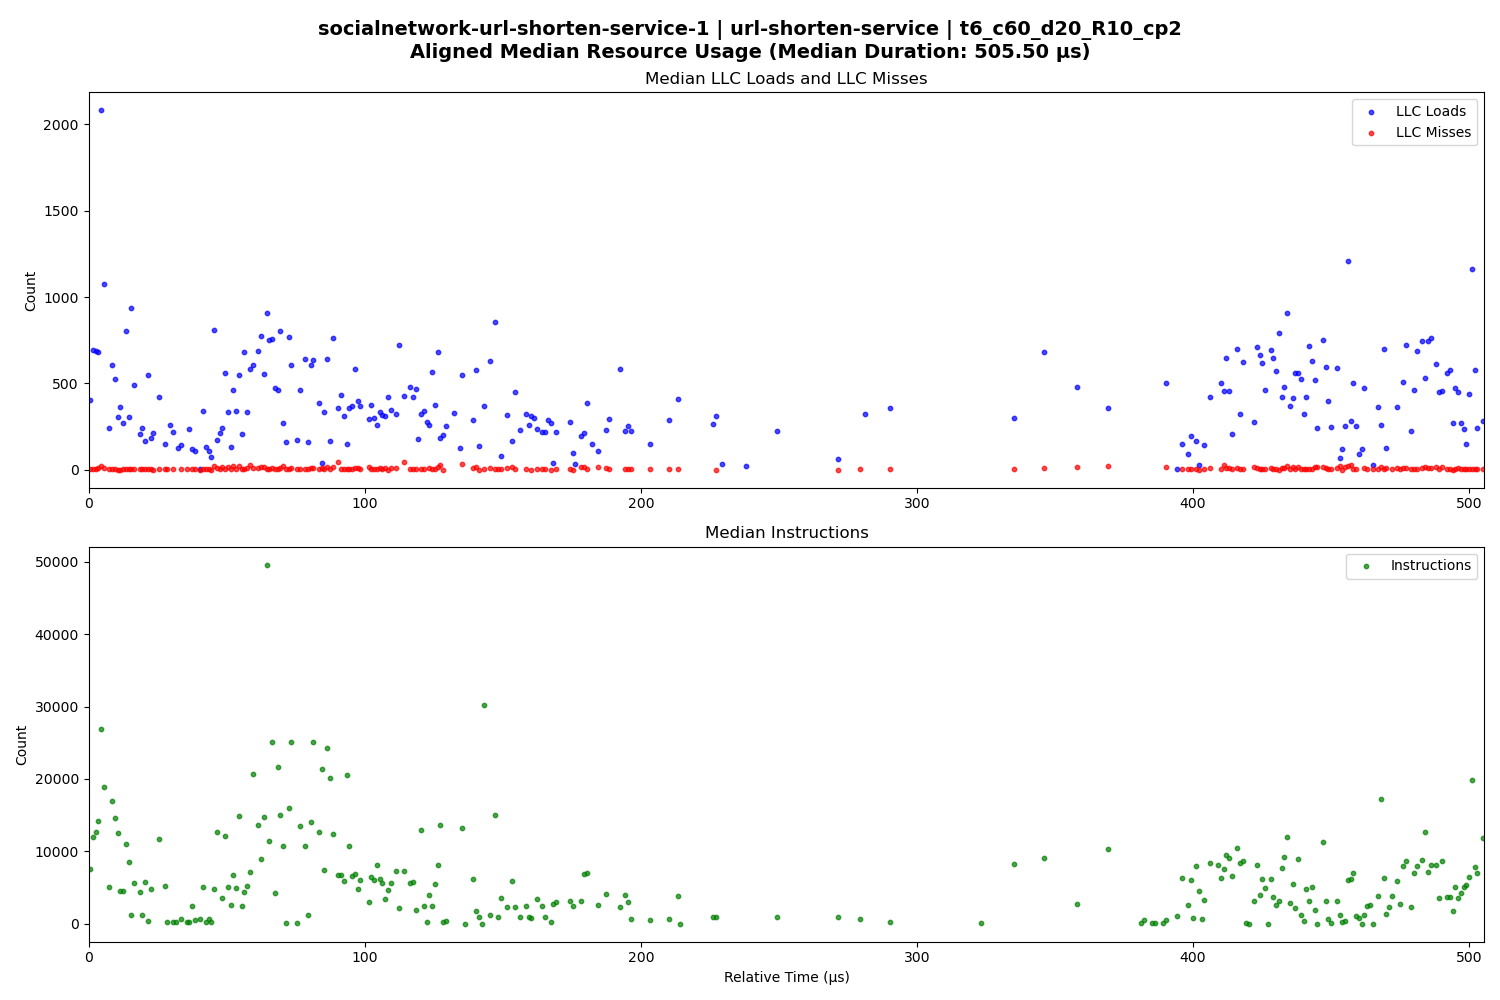 socialnetwork-url-shorten-service-1 | url-shorten-service | t6_c60_d20_R10_cp2
Aligned Median Resource Usage (Median Duration: 505.50 μs)
Median LLC Loads and LLC Misses
2000
1500
1000
500
0
Count
LLC Loads
LLC Misses
0 100 200 300 400 500
Median Instructions
50000
40000
30000
20000
10000
0
Count
Instructions
0 100 200 300 400 500
Relative Time (μs)